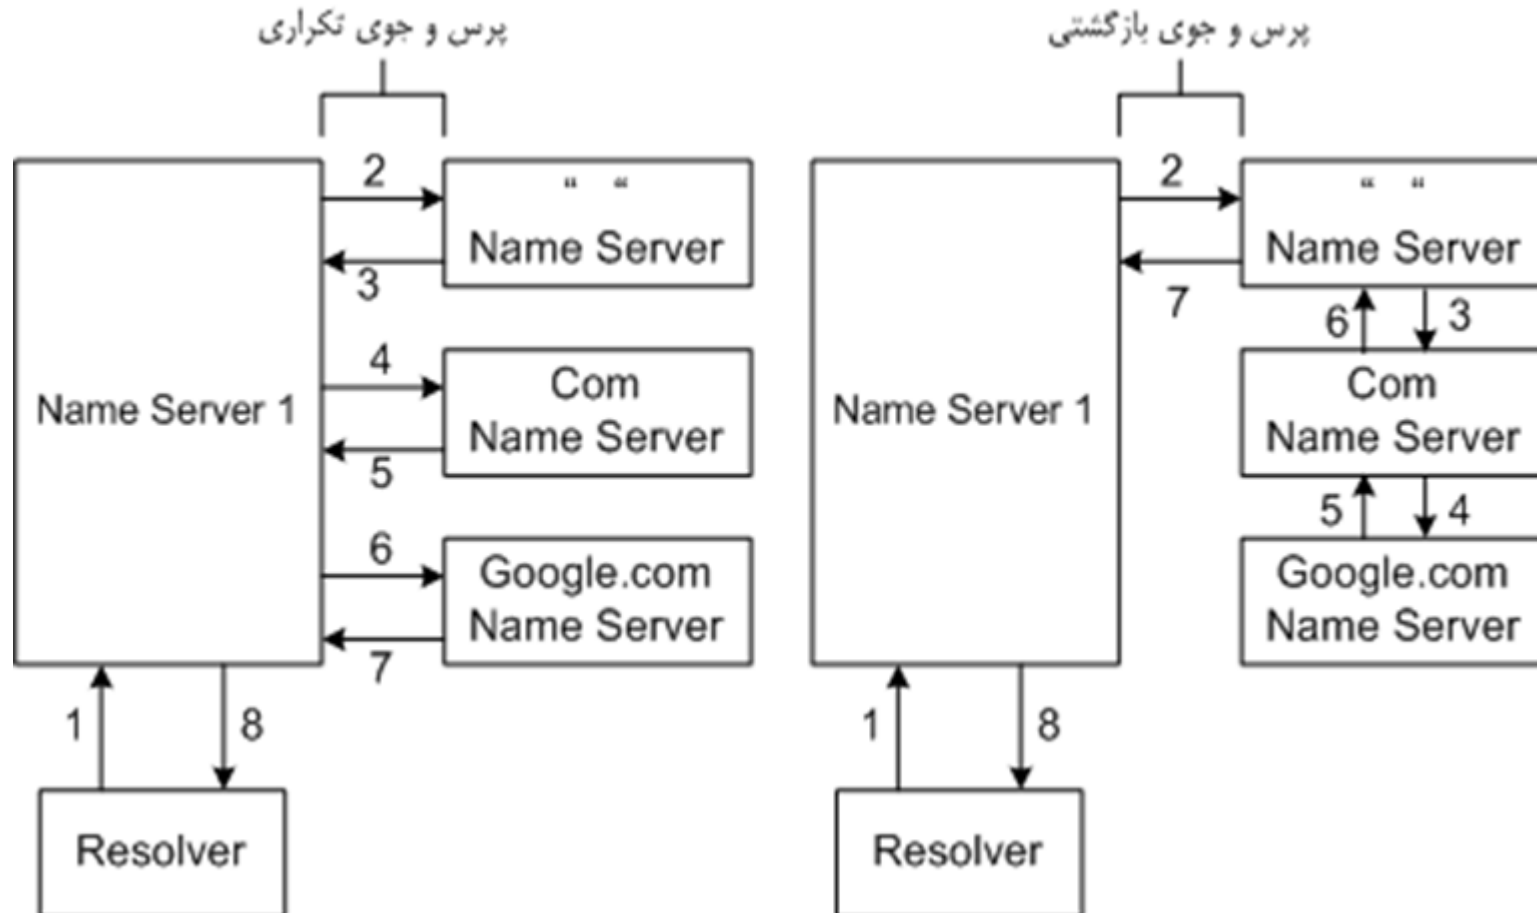 پرس و جوی تکراری
2
“ “
Name Server
3
Name Server 1
4
Com
Name Server
5
6
Google.com
Name Server
7
1
8
Resolver
پرس و جوی بازگشتی
2
“ “
Name Server
7
6
3
Name Server 1
Com
Name Server
5
4
Google.com
Name Server
1
8
Resolver